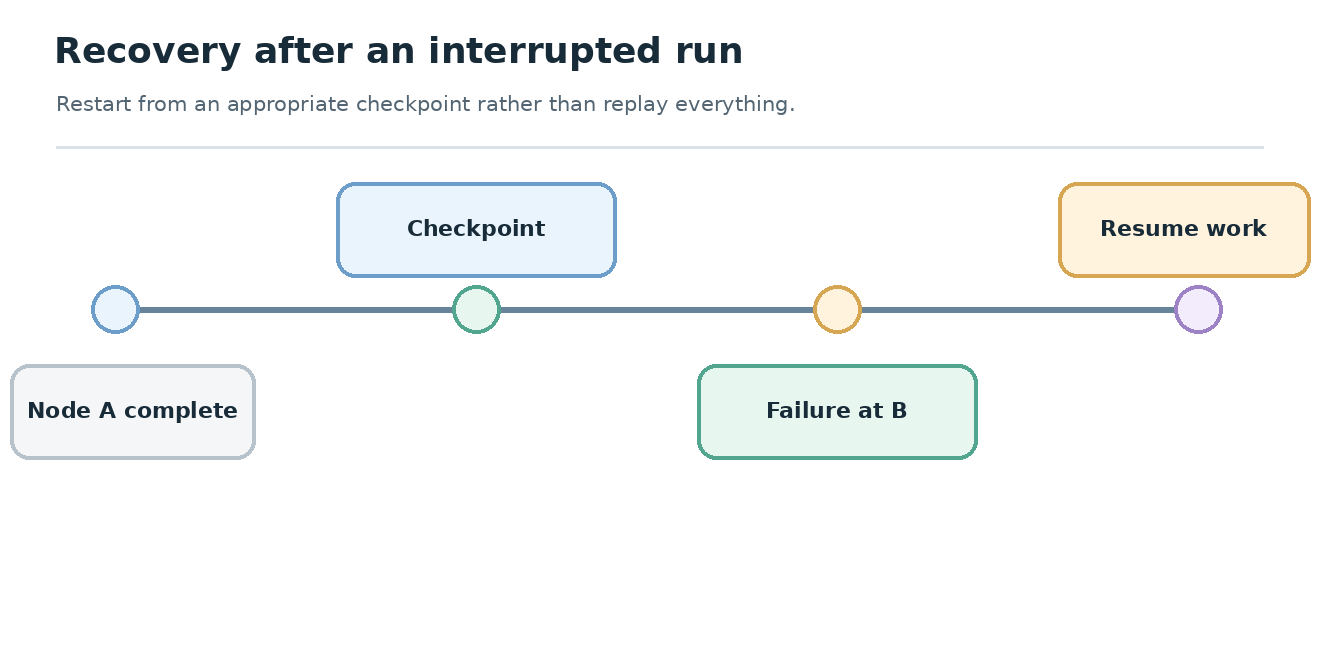 Recovery after an interrupted run
Restart from an appropriate checkpoint rather than replay everything.
Node A complete
Checkpoint
Failure at B
Resume work